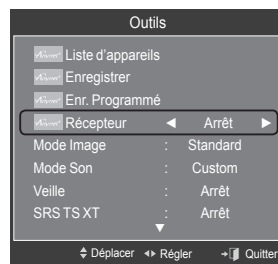 Outils
Liste d'appareils
Enregistrer
Enr. Programmé
Récepteur ◄ Arrêt ►
Mode Image : Standard
Mode Son : Custom
Veille : Arrêt
SRS TS XT : Arrêt
▼
Déplacer Régler Quitter